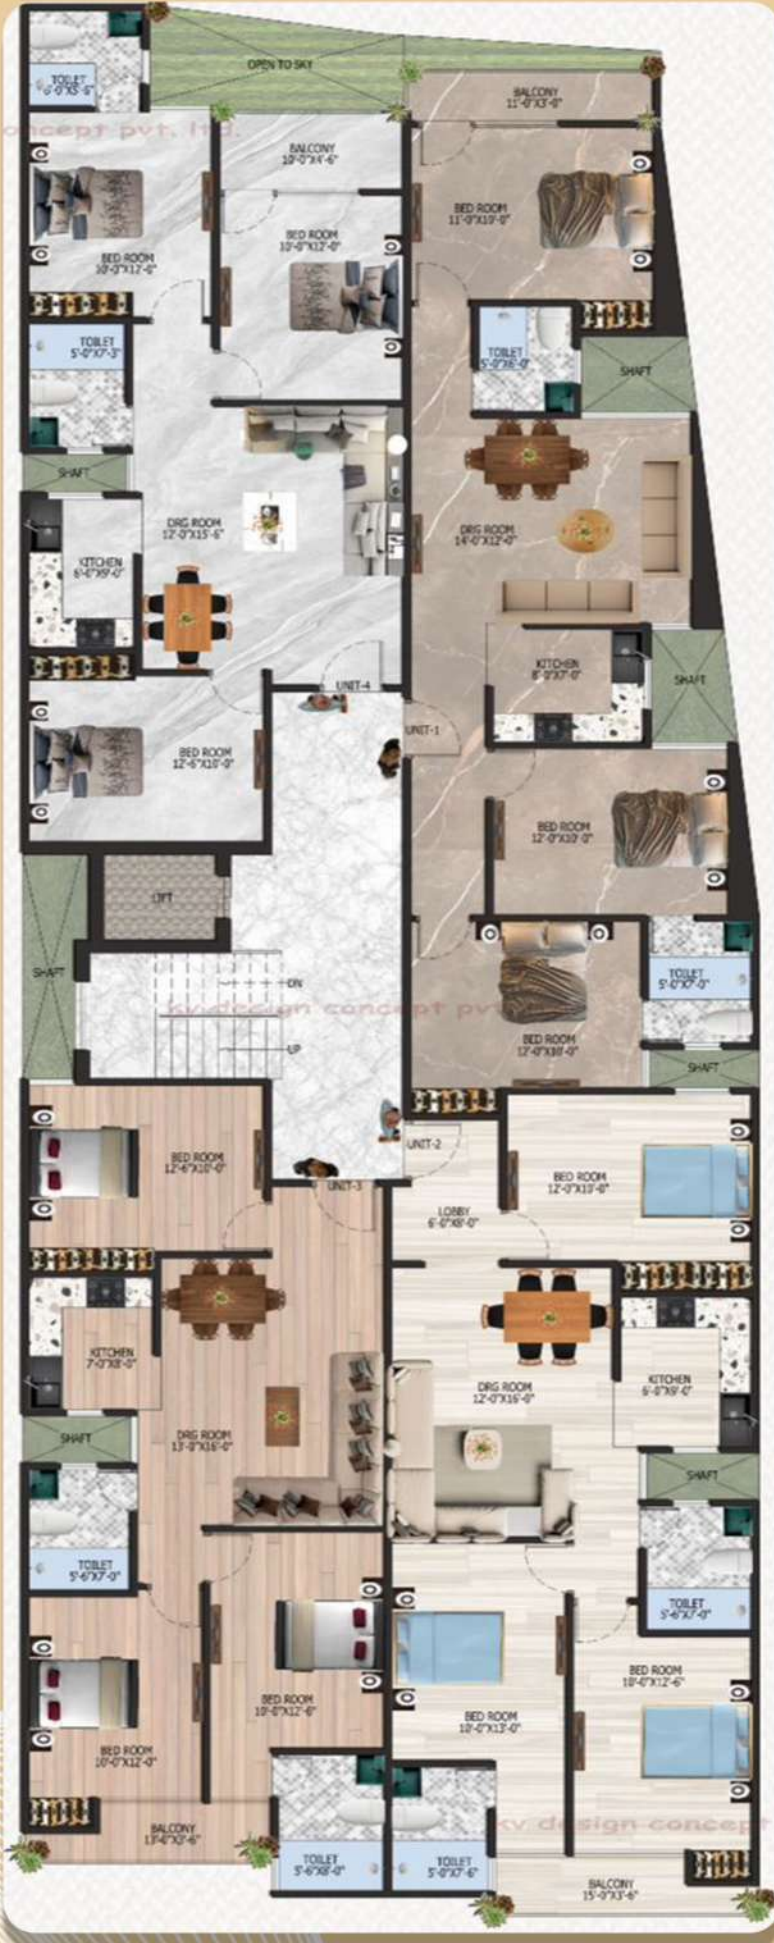 OPEN TO SKY
TOILET
BALCONY
11'-0"X3'-0"
oncept pvt. ltd.
BALCONY
10'-0"X4'-6"
BED ROOM
11'-0"X10'-0"
BED ROOM
10'-0"X12'-0"
BED ROOM
10'-0"X12'-0"
TOILET
5'-0"X7'-3"
TOILET
5'-0"X6'-0"
SHAFT
SHAFT
DRG ROOM
12'-0"X15'-6"
DRG ROOM
14'-0"X12'-0"
KITCHEN
6'-0"X9'-0"
KITCHEN
8'-0"X7'-0"
SHAFT
UNIT-4
UNIT-1
BED ROOM
12'-6"X10'-0"
BED ROOM
12'-0"X10'-0"
LIFT
SHAFT
TOILET
5'-0"X7'-0"
DN
kv design concept pvt
BED ROOM
12'-0"X10'-0"
UP
SHAFT
UNIT-2
BED ROOM
12'-6"X10'-0"
BED ROOM
12'-0"X10'-0"
UNIT-3
LOBBY
6'-0"X8'-0"
KITCHEN
7'-0"X8'-0"
KITCHEN
6'-0"X9'-0"
DRG ROOM
12'-0"X16'-0"
DRG ROOM
13'-0"X16'-0"
SHAFT
SHAFT
TOILET
5'-6"X7'-0"
TOILET
5'-6"X7'-0"
BED ROOM
10'-0"X12'-6"
BED ROOM
10'-0"X12'-0"
BED ROOM
10'-0"X13'-0"
BED ROOM
10'-0"X12'-0"
kv design concept
BALCONY
13'-0"X3'-6"
TOILET
5'-6"X8'-0"
TOILET
5'-0"X7'-6"
BALCONY
15'-0"X3'-6"